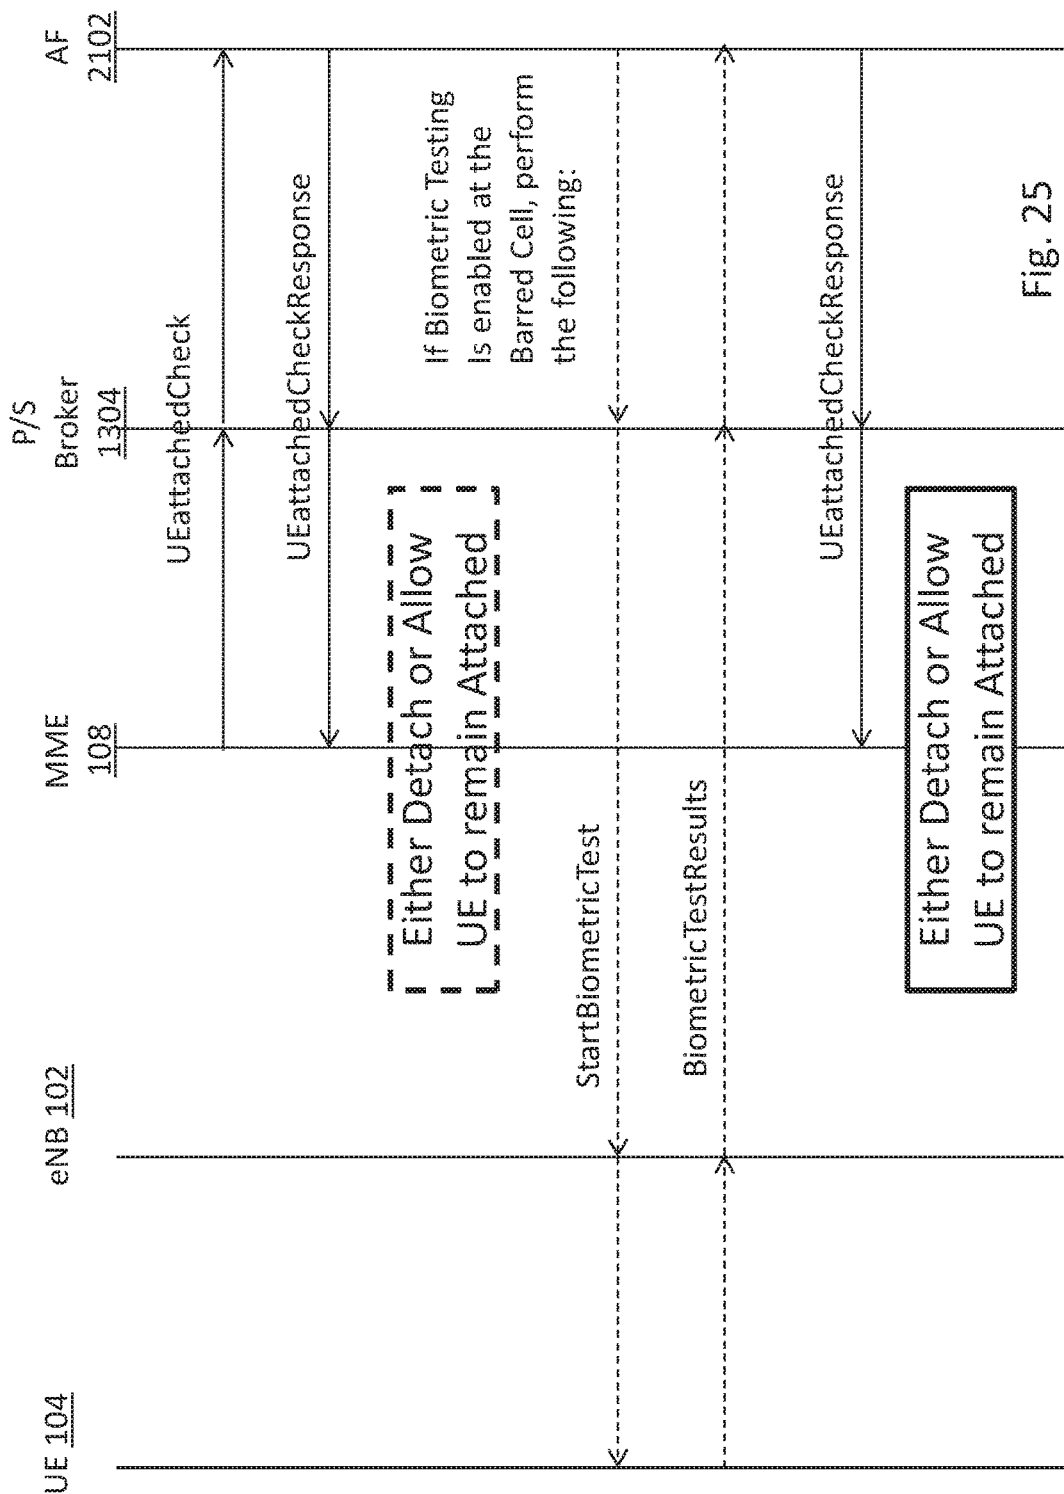 UE 104
eNB 102
MME
108
P/S
Broker
1304
AF
2102
UEattachedCheck
UEattachedCheckResponse
Either Detach or Allow
UE to remain Attached
If Biometric Testing
Is enabled at the
Barred Cell, perform
the following:
StartBiometricTest
BiometricTestResults
UEattachedCheckResponse
Either Detach or Allow
UE to remain Attached
Fig. 25